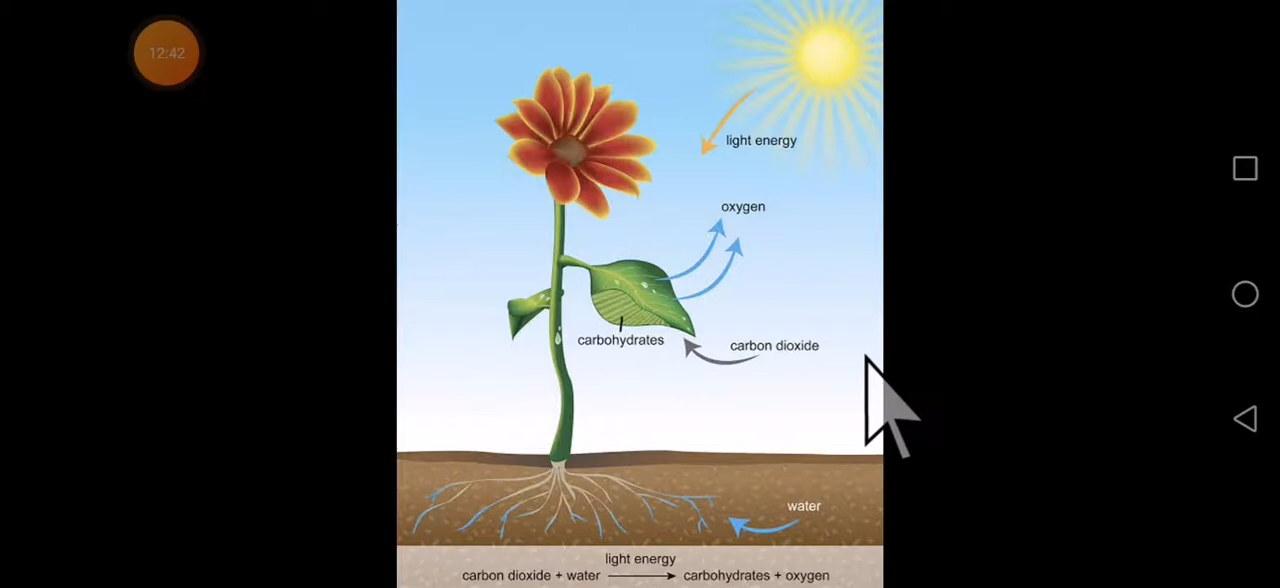 12:42
light energy
oxygen
carbohydrates
carbon dioxide
water
light energy
carbon dioxide + water → carbohydrates + oxygen